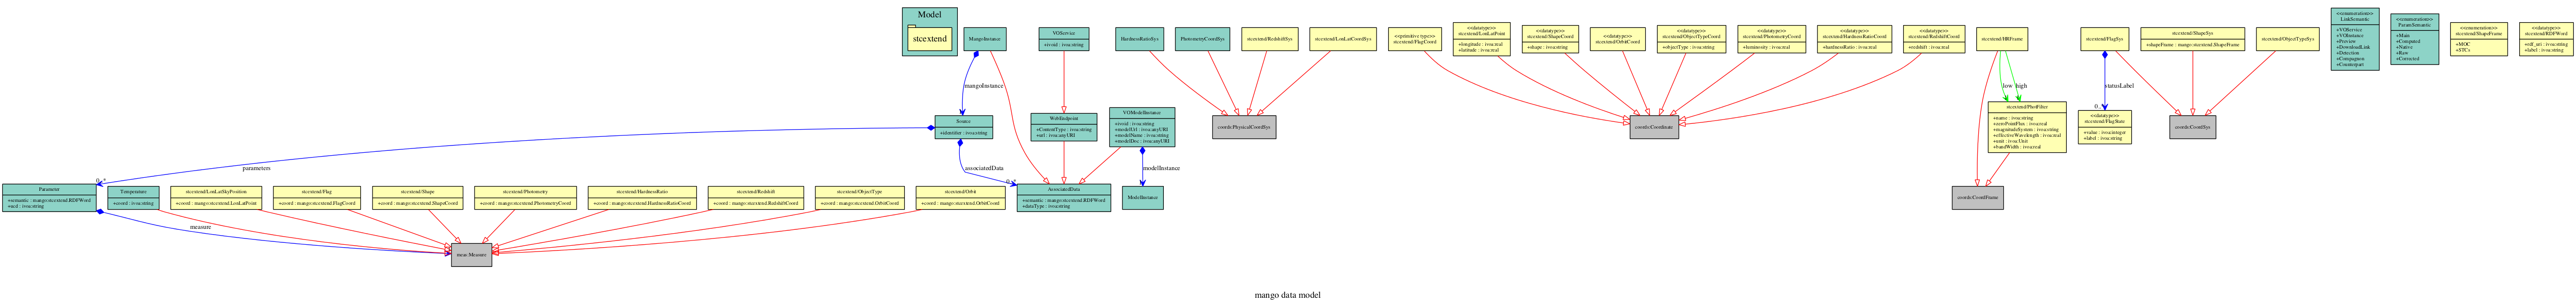 Model
stcextend
MangoInstance
VOService
+ivoid : ivoa:string
HardnessRatioSys
PhotometryCoordSys
stcextend/RedshiftSys
stcextend/LonLatCoordSys
<<primitive type>>
stcextend/FlagCoord
<<datatype>>
stcextend/LonLatPoint
+longitude : ivoa:real
+latitude : ivoa:real
<<datatype>>
stcextend/ShapeCoord
+shape : ivoa:string
<<datatype>>
stcextend/OrbitCoord
<<datatype>>
stcextend/ObjectTypeCoord
+objectType : ivoa:string
<<datatype>>
stcextend/PhotometryCoord
+luminosity : ivoa:real
<<datatype>>
stcextend/HardnessRatioCoord
+hardnessRatio : ivoa:real
<<datatype>>
stcextend/RedshiftCoord
+redshift : ivoa:real
stcextend/HRFrame
stcextend/FlagSys
stcextend/ShapeSys
+shapeFrame : mango:stcextend.ShapeFrame
stcextend/ObjectTypeSys
<<enumeration>>
LinkSemantic
+VOService
+VOInstance
+Preview
+DownloadLink
+Detection
+Compagnon
+Counterpart
<<enumeration>>
ParamSemantic
+Main
+Computed
+Native
+Raw
+Corrected
<<enumeration>>
stcextend/ShapeFrame
+MOC
+STCs
<<datatype>>
stcextend/RDFWord
+rdf_uri : ivoa:string
+label : ivoa:string
mangoInstance
low
high
statusLabel
0..*
Source
+identifier : ivoa:string
WebEndpoint
+ContentType : ivoa:string
+url : ivoa:anyURI
VOModelInstance
+ivoid : ivoa:string
+modelUrl : ivoa:anyURI
+modelName : ivoa:string
+modelDoc : ivoa:anyURI
coords:PhysicalCoordSys
coords:Coordinate
stcextend/PhotFilter
+name : ivoa:string
+zeroPointFlux : ivoa:real
+magnitudeSystem : ivoa:string
+effectiveWavelength : ivoa:real
+unit : ivoa:Unit
+bandWidth : ivoa:real
<<datatype>>
stcextend/FlagState
+value : ivoa:integer
+label : ivoa:string
coords:CoordSys
parameters
0..*
associatedData
0..*
modelInstance
Parameter
+semantic : mango:stcextend.RDFWord
+ucd : ivoa:string
Temperature
+coord : ivoa:string
stcextend/LonLatSkyPosition
+coord : mango:stcextend.LonLatPoint
stcextend/Flag
+coord : mango:stcextend.FlagCoord
stcextend/Shape
+coord : mango:stcextend.ShapeCoord
stcextend/Photometry
+coord : mango:stcextend.PhotometryCoord
stcextend/HardnessRatio
+coord : mango:stcextend.HardnessRatioCoord
stcextend/Redshift
+coord : mango:stcextend.RedshiftCoord
stcextend/ObjectType
+coord : mango:stcextend.OrbitCoord
stcextend/Orbit
+coord : mango:stcextend.OrbitCoord
AssociatedData
+semantic : mango:stcextend.RDFWord
+dataType : ivoa:string
ModelInstance
coords:CoordFrame
measure
meas:Measure
mango data model